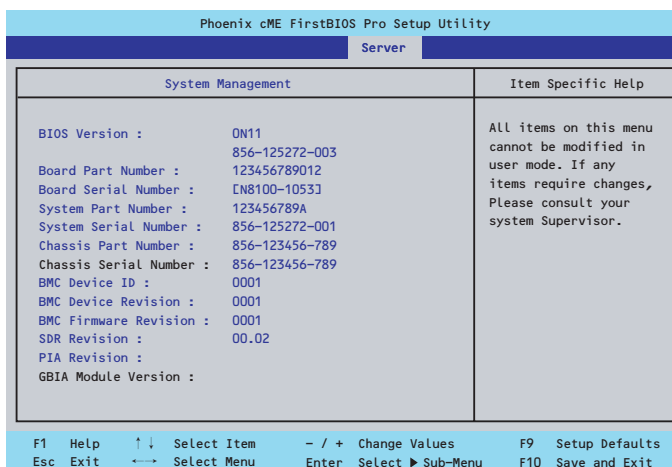 Phoenix cME FirstBIOS Pro Setup Utility
Server
System Management
Item Specific Help
BIOS Version : ON11
856-125272-003
Board Part Number : 123456789012
Board Serial Number : [N8100-1053]
System Part Number : 123456789A
System Serial Number : 856-125272-001
Chassis Part Number : 856-123456-789
Chassis Serial Number : 856-123456-789
BMC Device ID : 0001
BMC Device Revision : 0001
BMC Firmware Revision : 0001
SDR Revision : 00.02
PIA Revision :
GBIA Module Version :
All items on this menu
cannot be modified in
user mode. If any
items require changes,
Please consult your
system Supervisor.
F1 Help ↑↓ Select Item - / + Change Values F9 Setup Defaults
Esc Exit ←→ Select Menu Enter Select ▶ Sub-Menu F10 Save and Exit